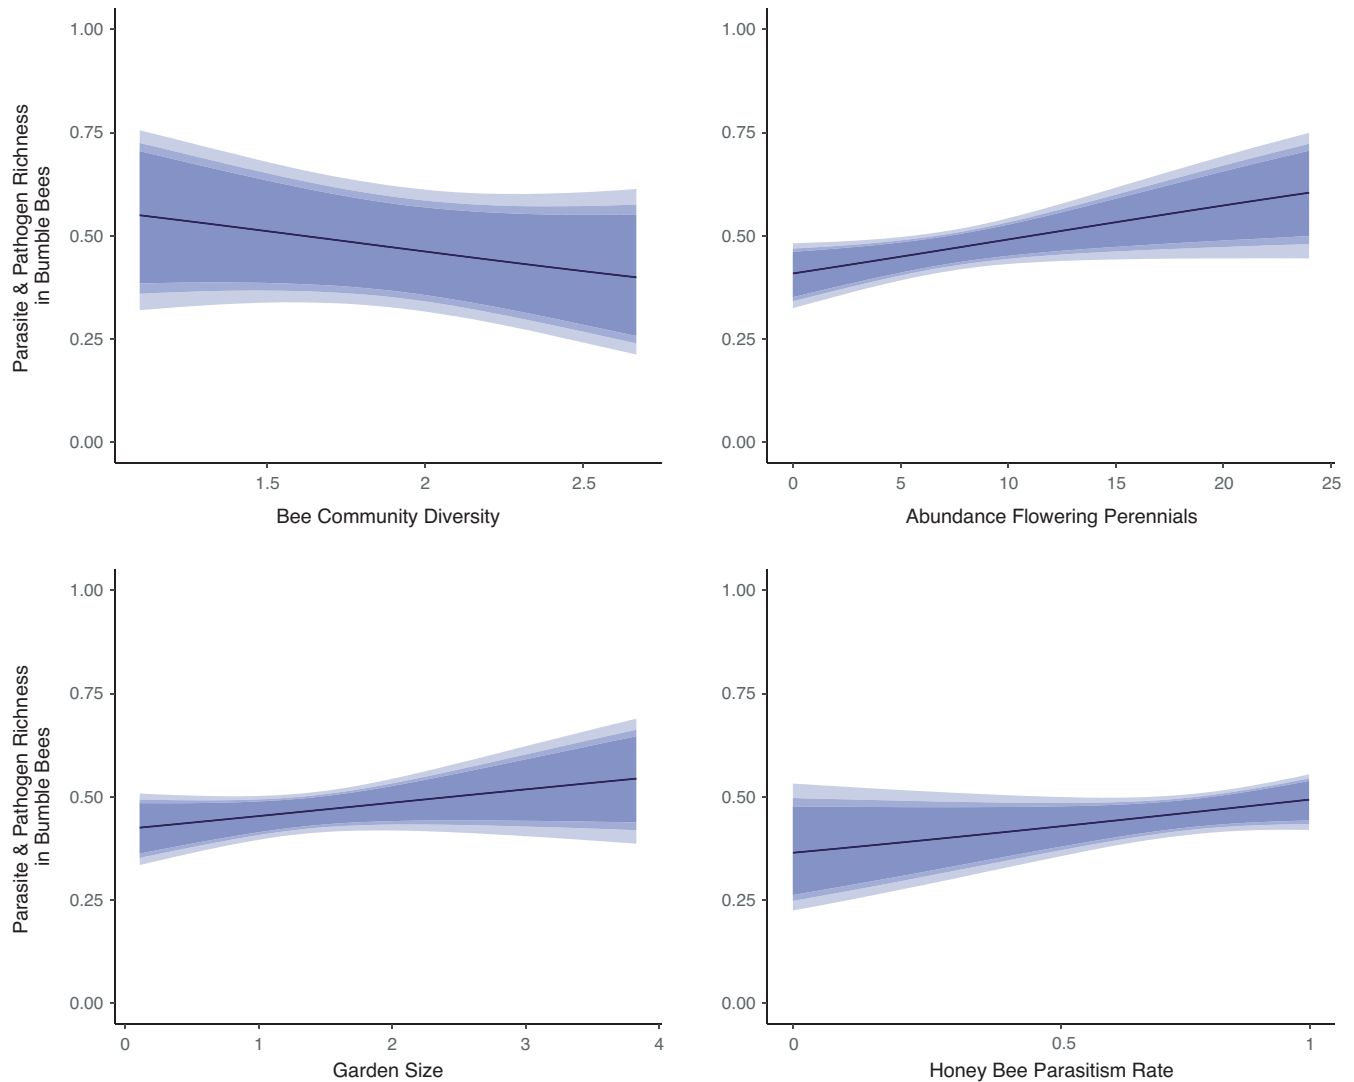 1.00
0.75
0.50
0.25
0.00
Parasite & Pathogen Richness
in Bumble Bees
1.5 2 2.5
Bee Community Diversity
1.00
0.75
0.50
0.25
0.00
0 5 10 15 20 25
Abundance Flowering Perennials
1.00
0.75
0.50
0.25
0.00
Parasite & Pathogen Richness
in Bumble Bees
0 1 2 3 4
Garden Size
1.00
0.75
0.50
0.25
0.00
0 0.5 1
Honey Bee Parasitism Rate